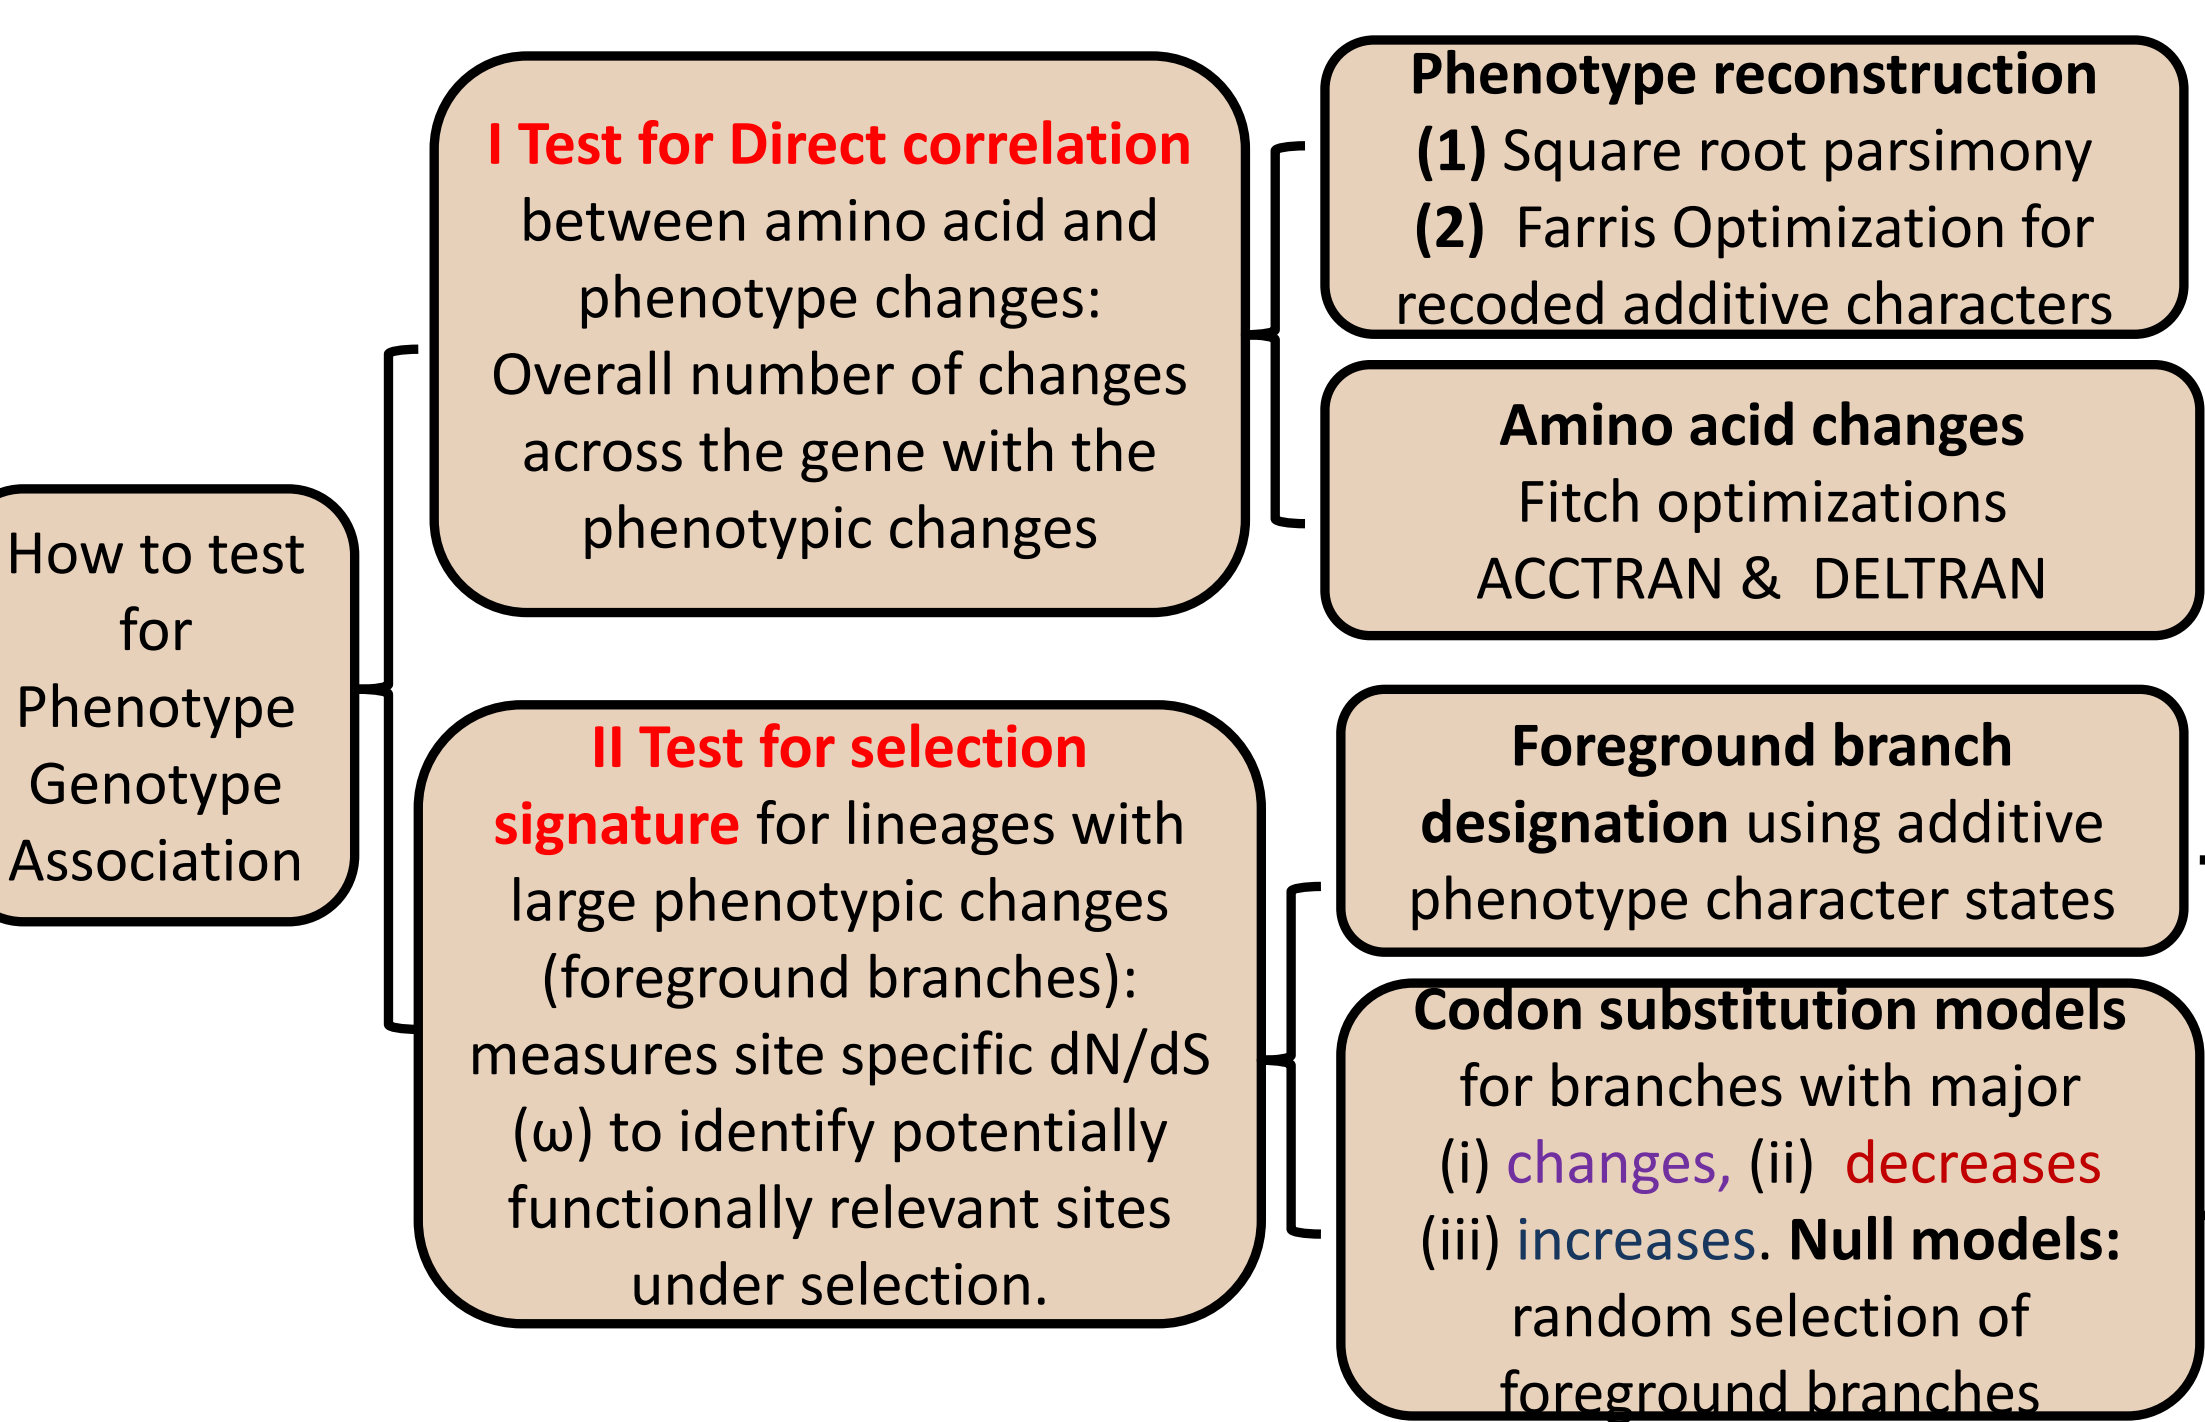 How to test
for
Phenotype
Genotype
Association
I Test for Direct correlation
between amino acid and
phenotype changes:
Overall number of changes
across the gene with the
phenotypic changes
Phenotype reconstruction
(1) Square root parsimony
(2) Farris Optimization for
recoded additive characters
Amino acid changes
Fitch optimizations
ACCTRAN & DELTRAN
II Test for selection
signature for lineages with
large phenotypic changes
(foreground branches):
measures site specific dN/dS
(ω) to identify potentially
functionally relevant sites
under selection.
Foreground branch
designation using additive
phenotype character states
Codon substitution models
for branches with major
(i) changes, (ii) decreases
(iii) increases. Null models:
random selection of
foreground branches